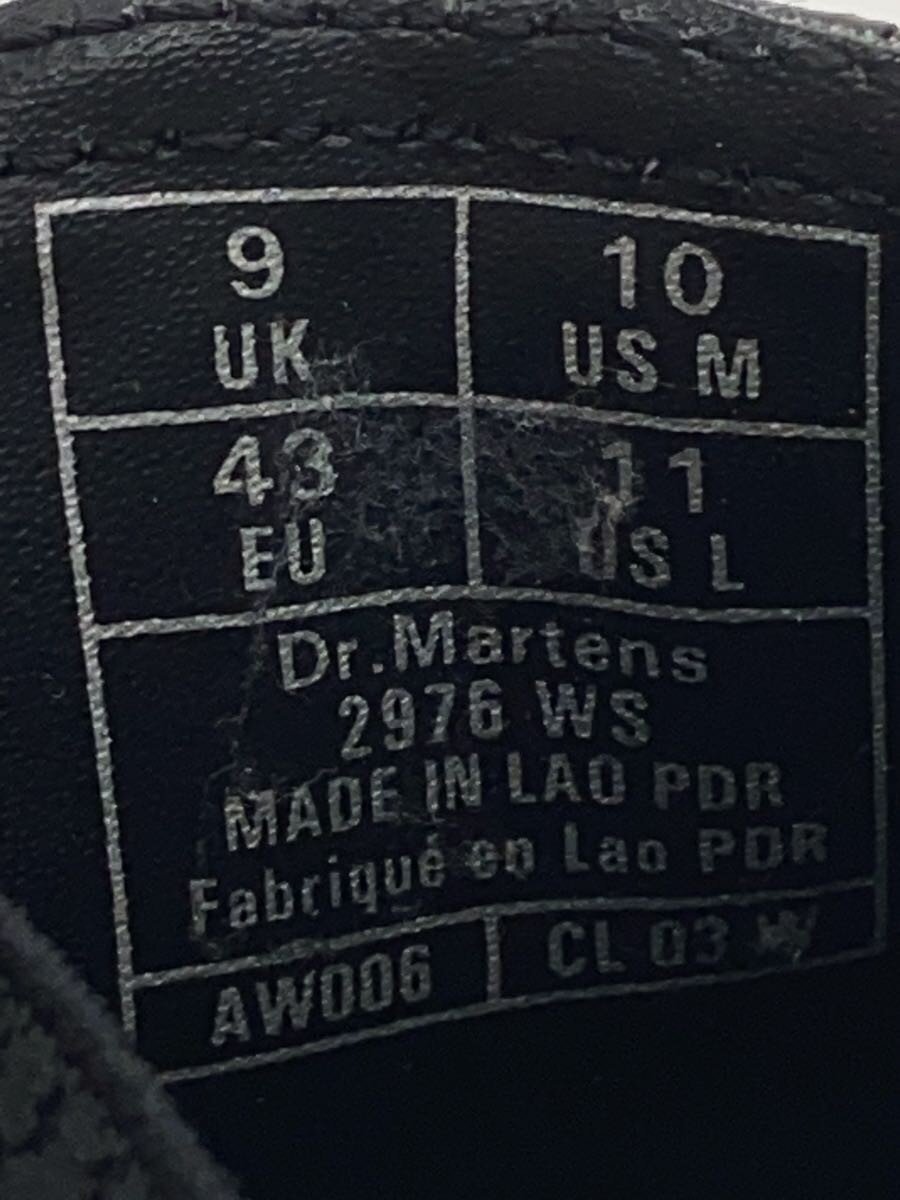 9
UK
10
US M
43
EU
11
US L
Dr.Martens
2976 WS
MADE IN LAO PDR
Fabriqué en Lao PDR
AW006
CL 03 W